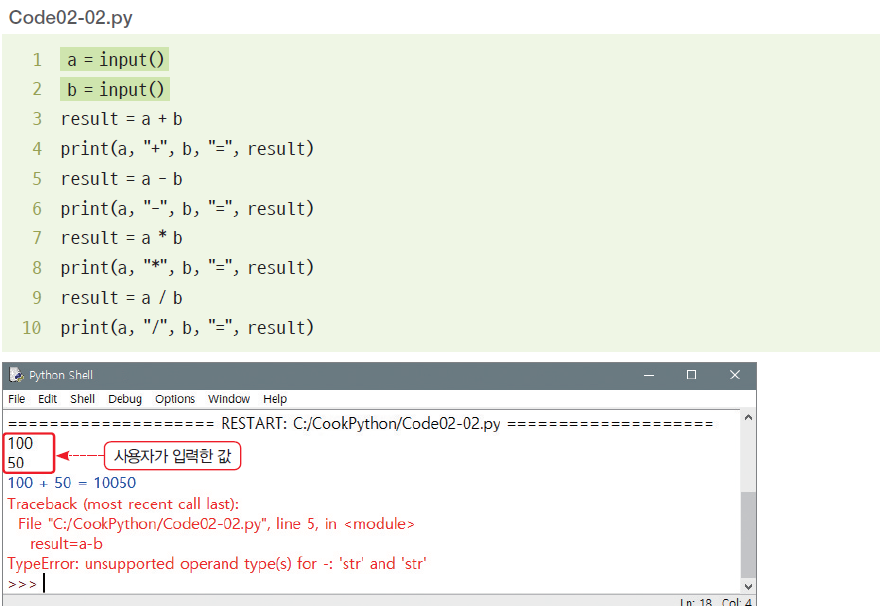 Code02-02.py
1 a = input()
2 b = input()
3 result = a + b
4 print(a, "+", b, "=", result)
5 result = a - b
6 print(a, "-", b, "=", result)
7 result = a * b
8 print(a, "*", b, "=", result)
9 result = a / b
10 print(a, "/", b, "=", result)
Python Shell
File Edit Shell Debug Options Window Help
==================== RESTART: C:/CookPython/Code02-02.py ====================
100
50
사용자가 입력한 값
100 + 50 = 10050
Traceback (most recent call last):
File "C:/CookPython/Code02-02.py", line 5, in <module>
result=a-b
TypeError: unsupported operand type(s) for -: 'str' and 'str'
>>>
Ln: 18 Col: 4